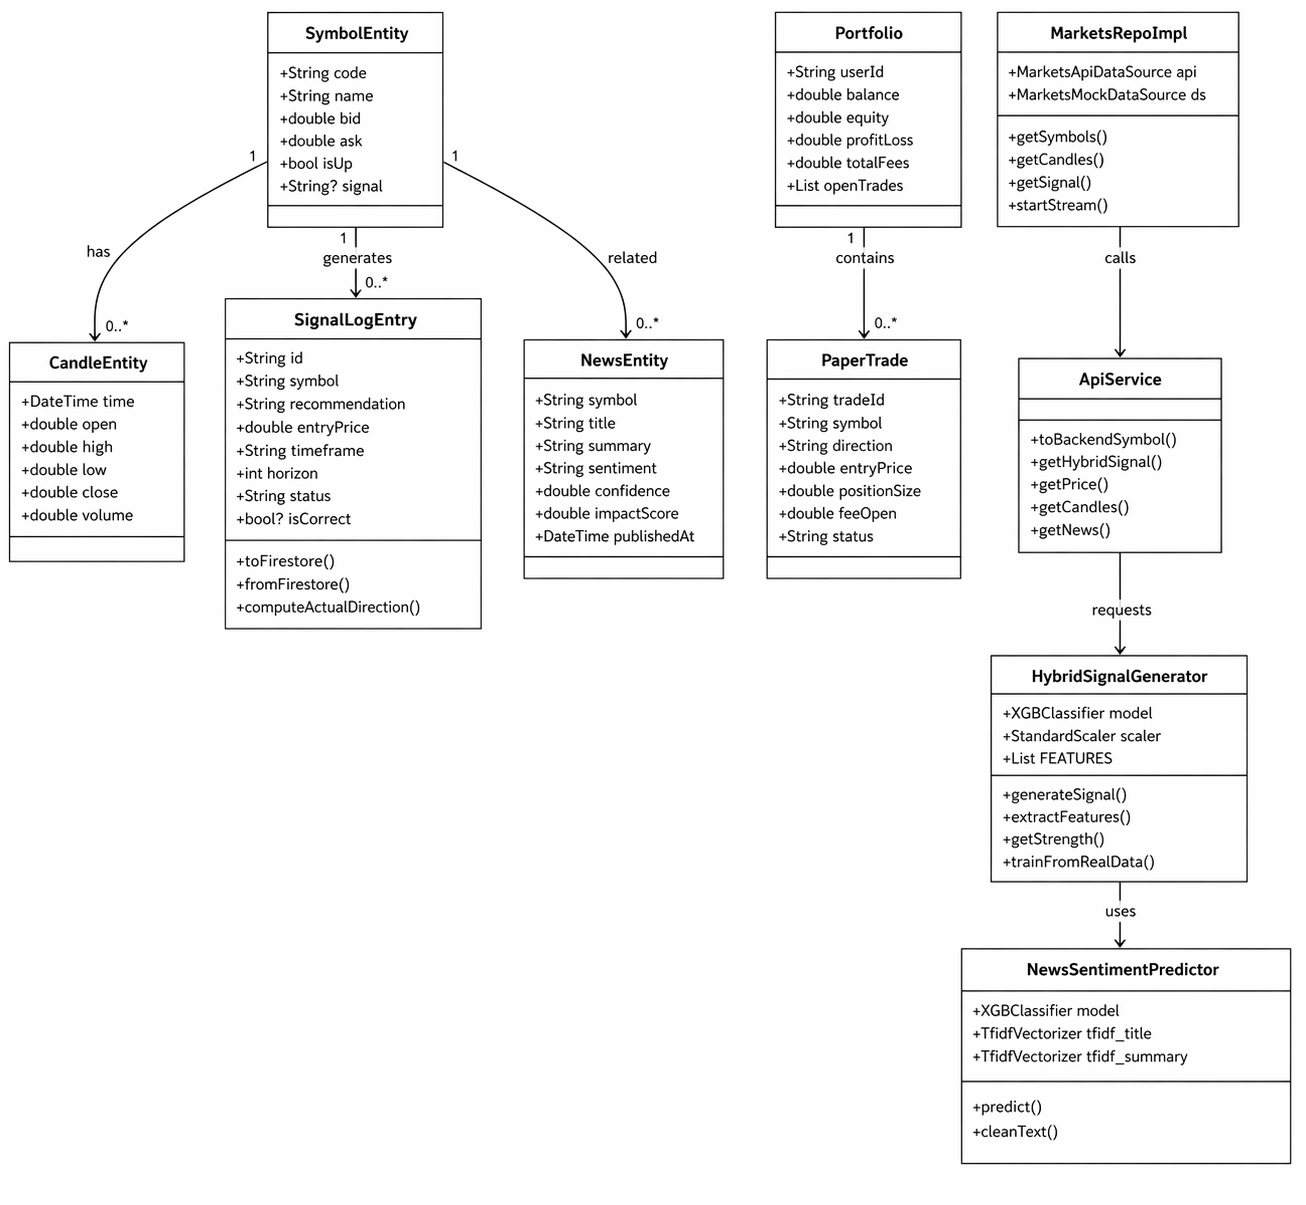 SymbolEntity
+String code
+String name
+double bid
+double ask
+bool isUp
+String? signal
Portfolio
+String userId
+double balance
+double equity
+double profitLoss
+double totalFees
+List openTrades
MarketsRepoImpl
+MarketsApiDataSource api
+MarketsMockDataSource ds
+getSymbols()
+getCandles()
+getSignal()
+startStream()
1
has
0..*
1
generates
0..*
1
related
0..*
1
contains
0..*
calls
CandleEntity
+DateTime time
+double open
+double high
+double low
+double close
+double volume
SignalLogEntry
+String id
+String symbol
+String recommendation
+double entryPrice
+String timeframe
+int horizon
+String status
+bool? isCorrect
+toFirestore()
+fromFirestore()
+computeActualDirection()
NewsEntity
+String symbol
+String title
+String summary
+String sentiment
+double confidence
+double impactScore
+DateTime publishedAt
PaperTrade
+String tradeId
+String symbol
+String direction
+double entryPrice
+double positionSize
+double feeOpen
+String status
ApiService
+toBackendSymbol()
+getHybridSignal()
+getPrice()
+getCandles()
+getNews()
requests
HybridSignalGenerator
+XGBClassifier model
+StandardScaler scaler
+List FEATURES
+generateSignal()
+extractFeatures()
+getStrength()
+trainFromRealData()
uses
NewsSentimentPredictor
+XGBClassifier model
+TfidfVectorizer tfidf_title
+TfidfVectorizer tfidf_summary
+predict()
+cleanText()